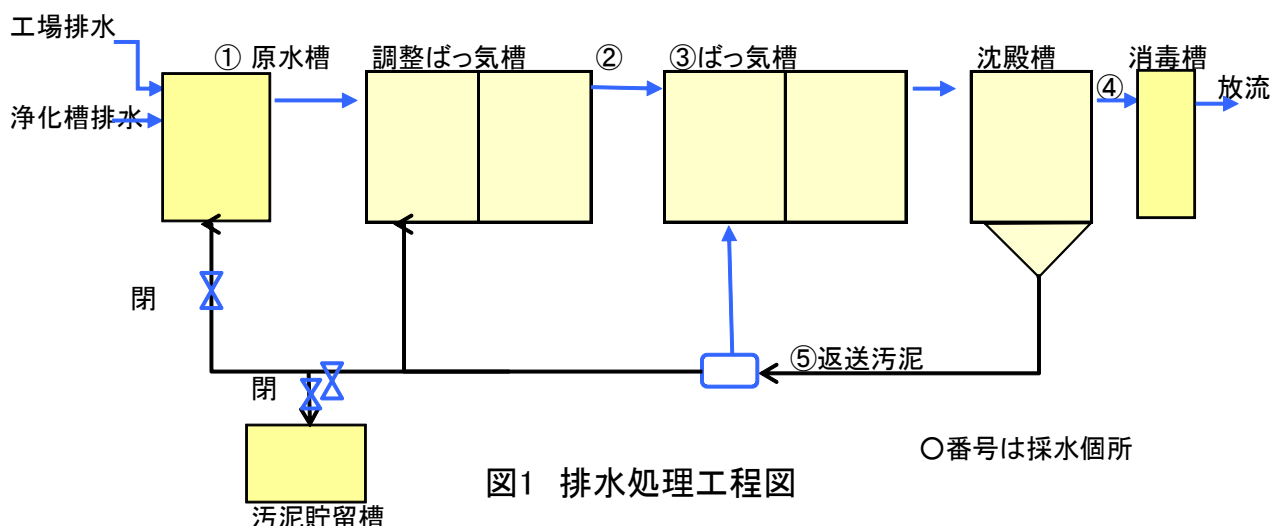 工場排水
① 原水槽
調整ばっ気槽
②
③ばっ気槽
沈殿槽
消毒槽
④
放流
浄化槽排水
閉
⑤返送汚泥
閉
〇番号は採水個所
図1 排水処理工程図
汚泥貯留槽